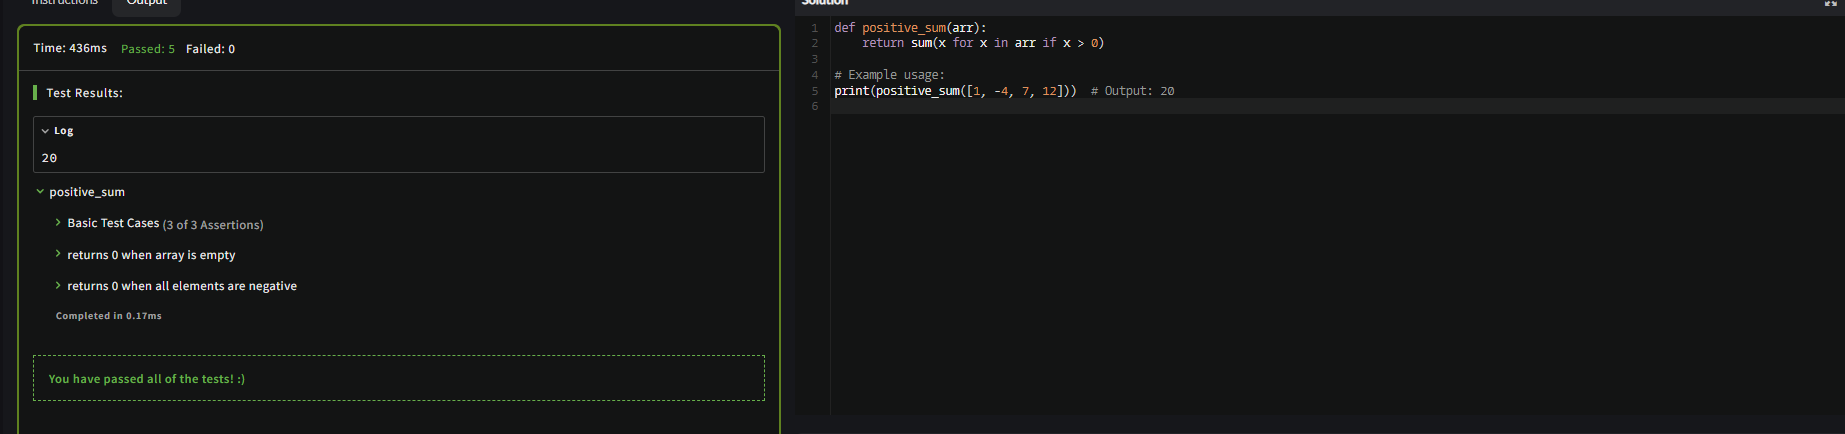 Instructions Output
Time: 436ms Passed: 5 Failed: 0
Test Results:
Log
20
positive_sum
Basic Test Cases (3 of 3 Assertions)
returns 0 when array is empty
returns 0 when all elements are negative
Completed in 0.17ms
You have passed all of the tests! :)
Solution
1 def positive_sum(arr):
2     return sum(x for x in arr if x > 0)
3
4 # Example usage:
5 print(positive_sum([1, -4, 7, 12]))  # Output: 20
6